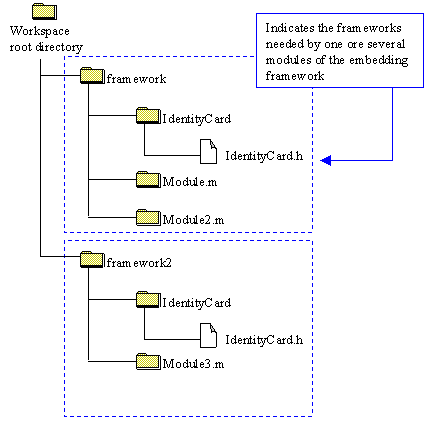 Workspace
root directory
Indicates the frameworks
needed by one ore several
modules of the embedding
framework
framework
IdentityCard
IdentityCard.h
Module.m
Module2.m
framework2
IdentityCard
IdentityCard.h
Module3.m